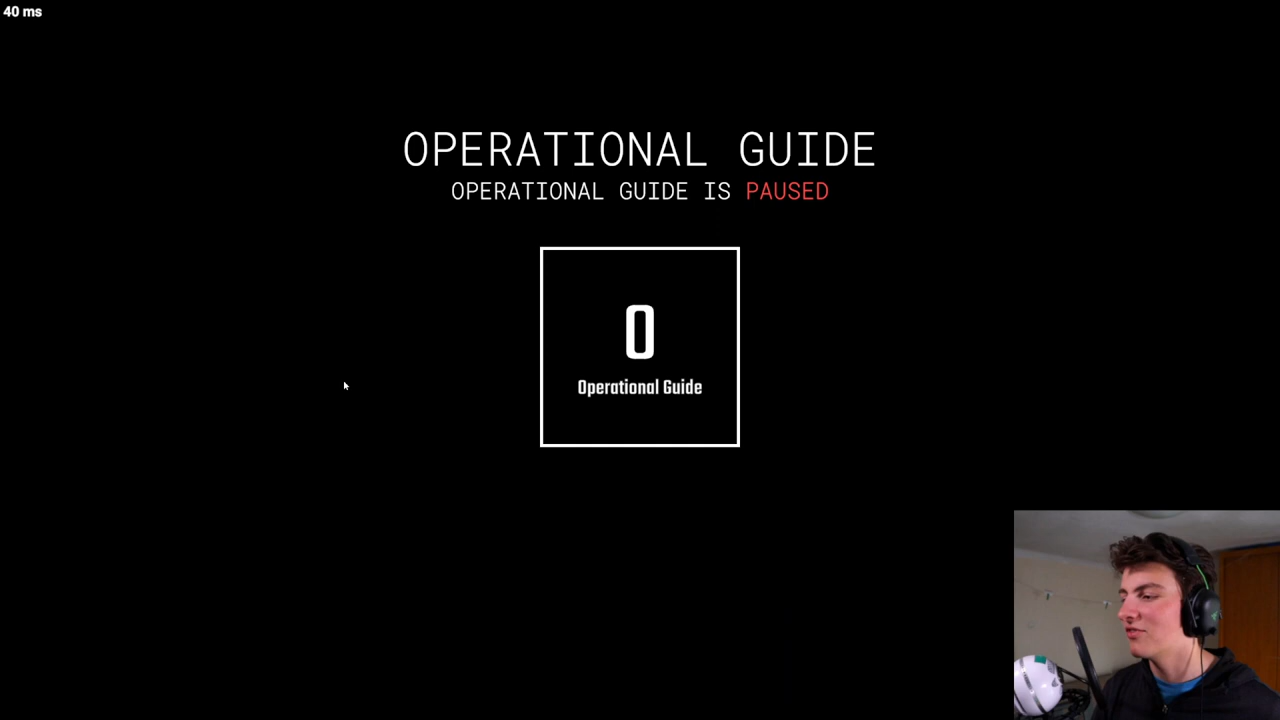 40 ms
OPERATIONAL GUIDE
OPERATIONAL GUIDE IS PAUSED
0
Operational Guide